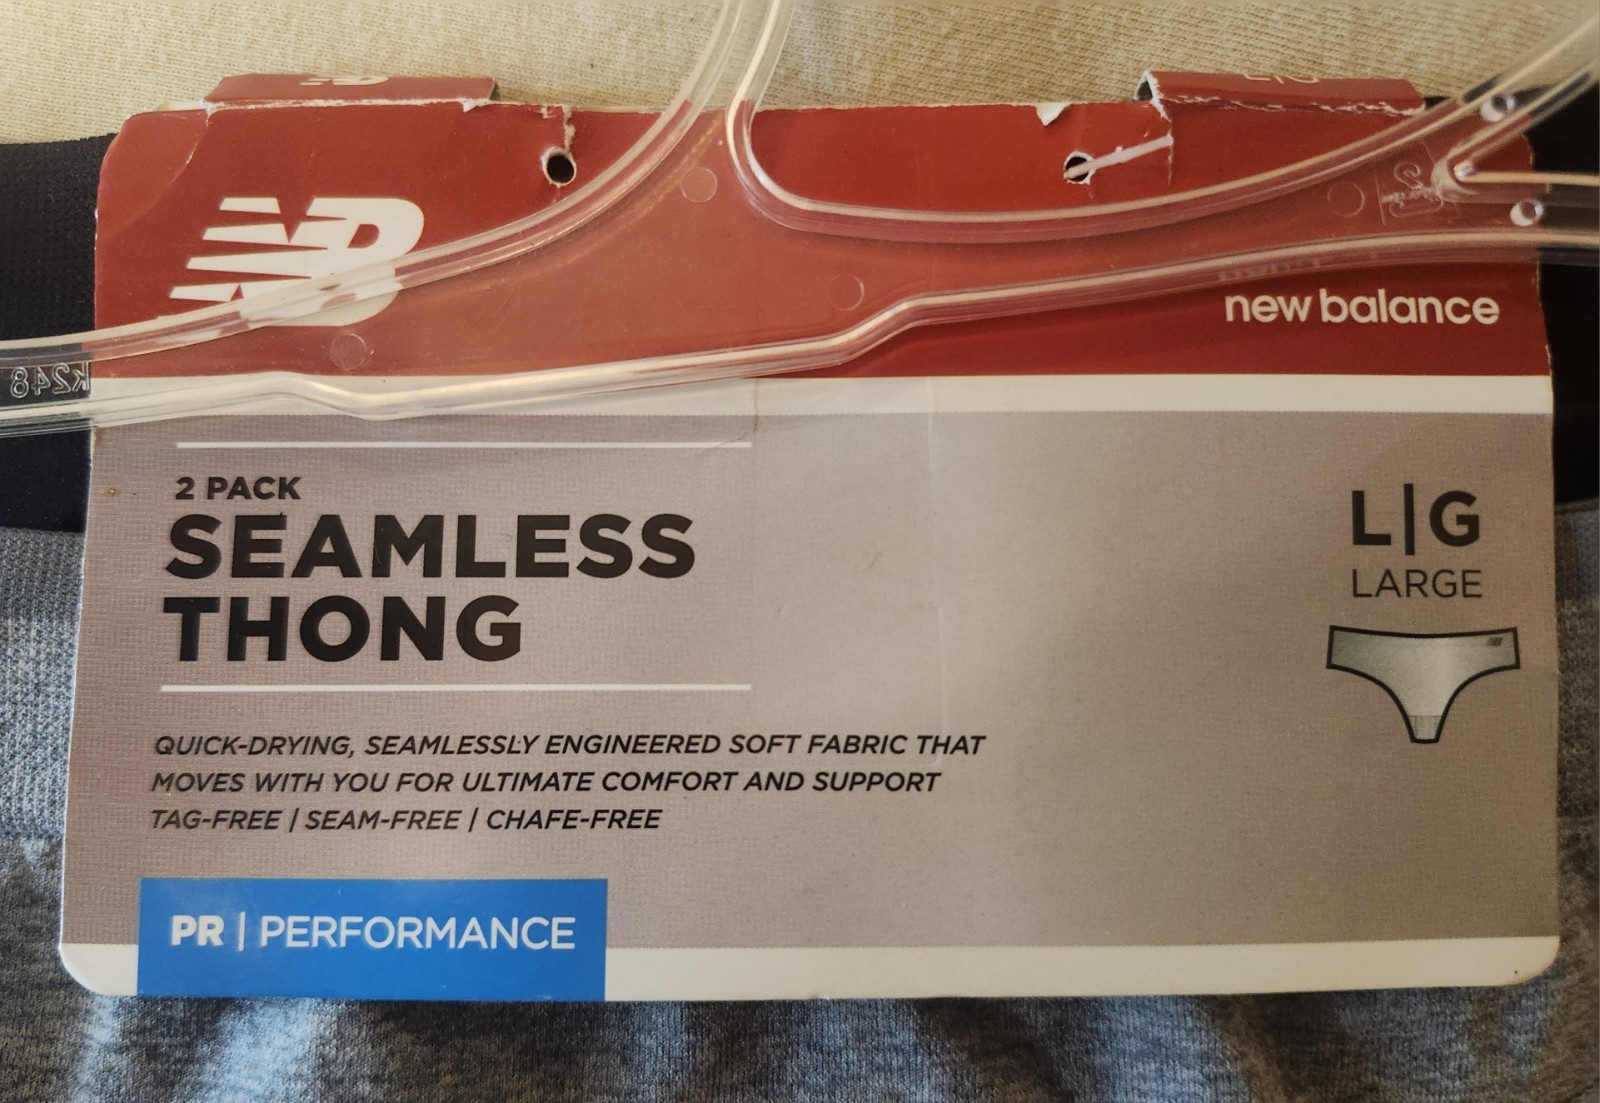 new balance
k248
2 PACK
SEAMLESS
THONG
L|G
LARGE
QUICK-DRYING, SEAMLESSLY ENGINEERED SOFT FABRIC THAT
MOVES WITH YOU FOR ULTIMATE COMFORT AND SUPPORT
TAG-FREE | SEAM-FREE | CHAFE-FREE
PR | PERFORMANCE